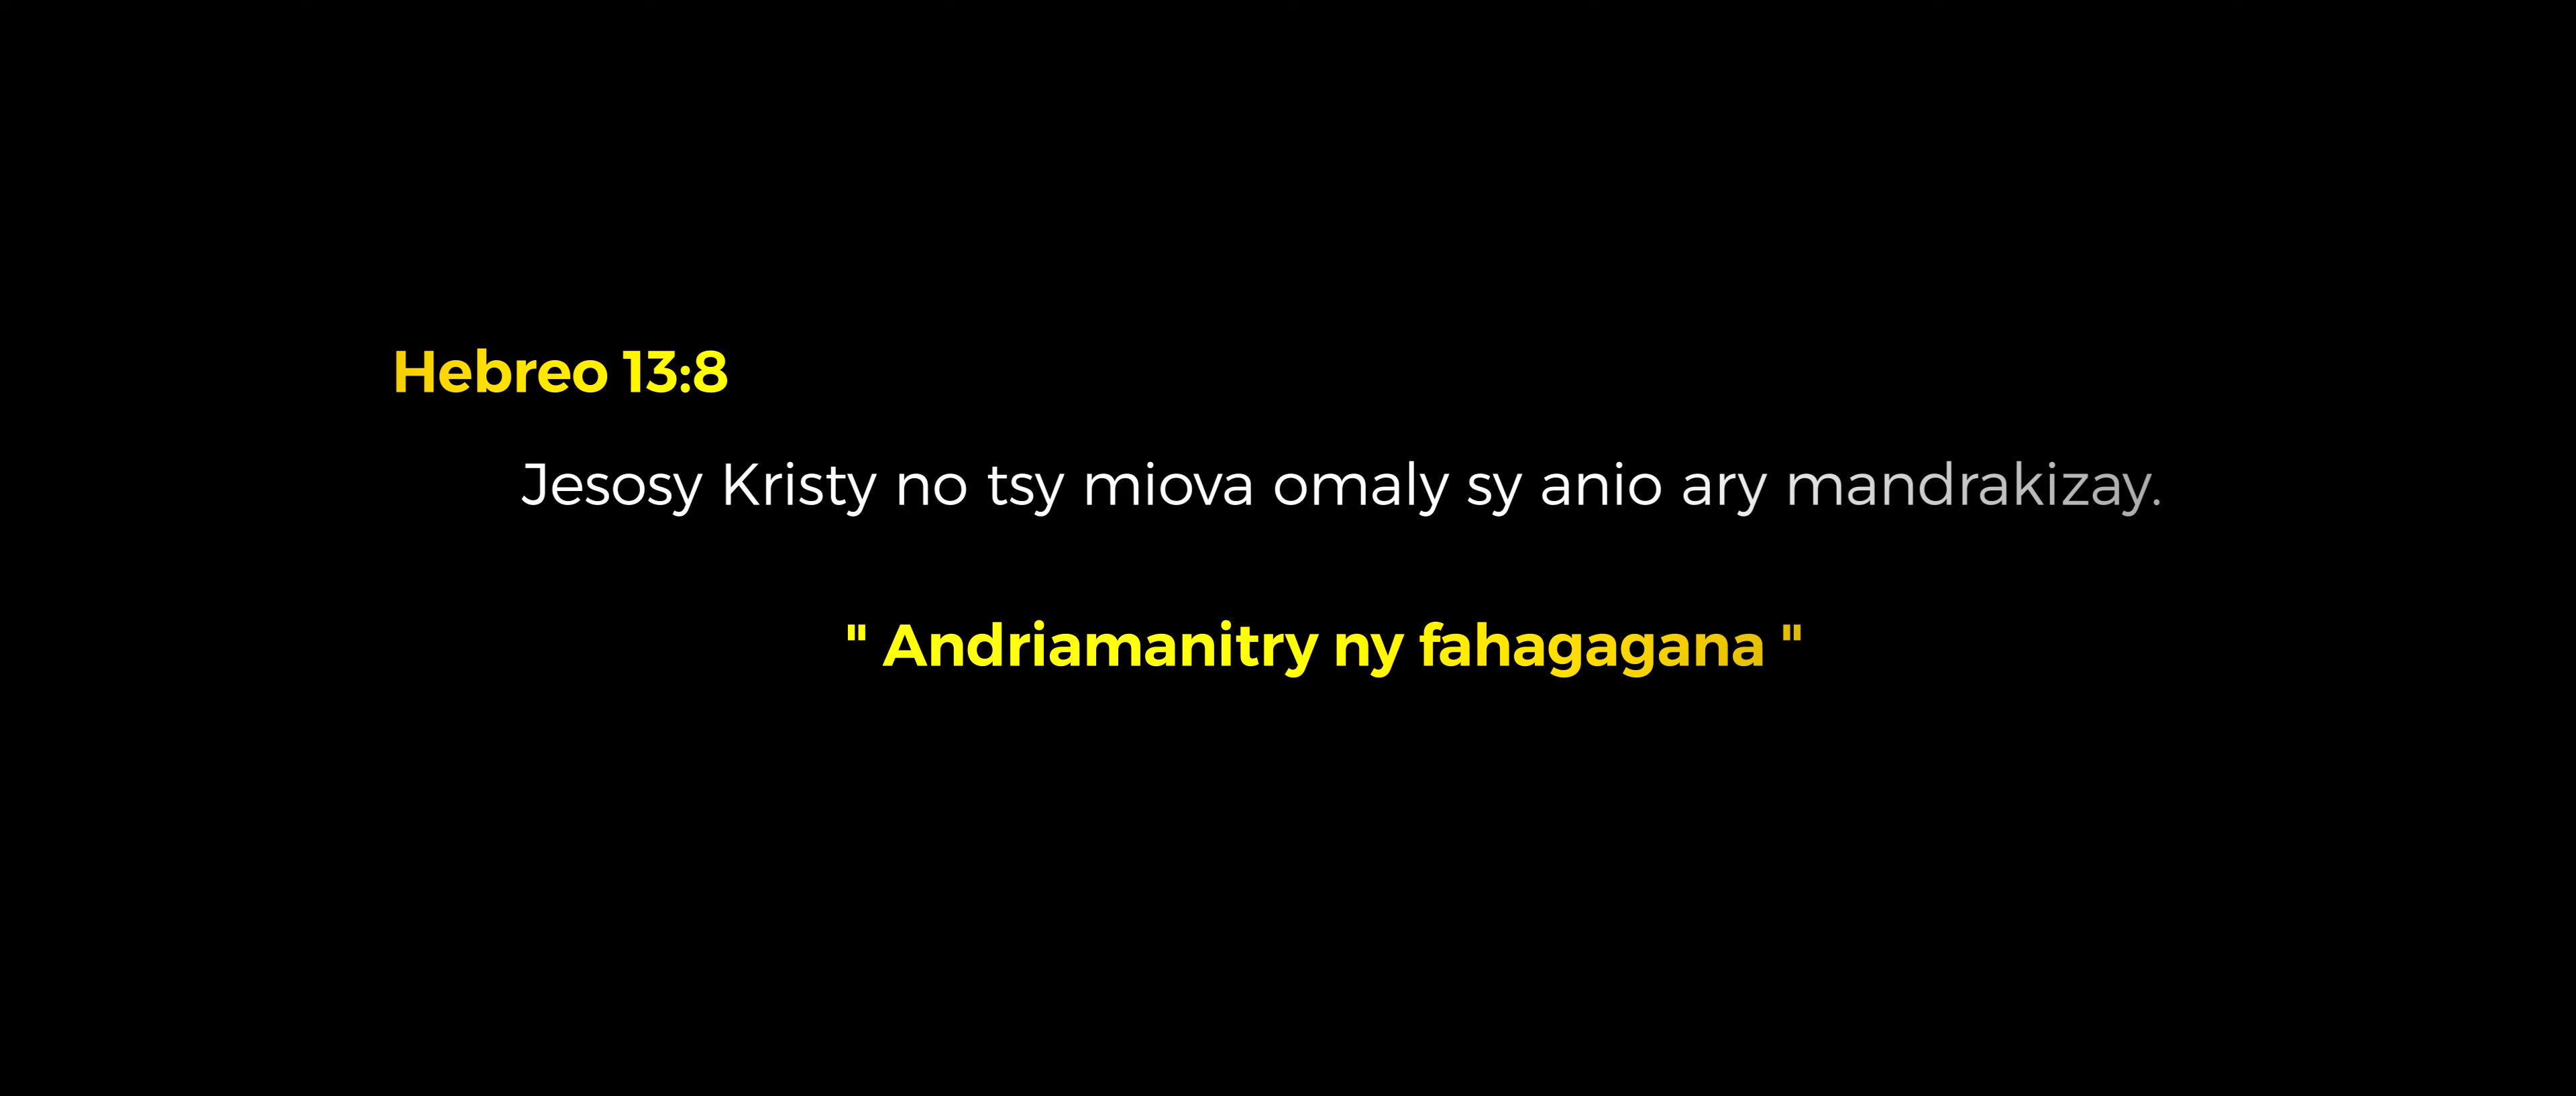 Hebreo 13:8
Jesosy Kristy no tsy miova omaly sy anio ary mandrakizay.
" Andriamanitry ny fahagagana "